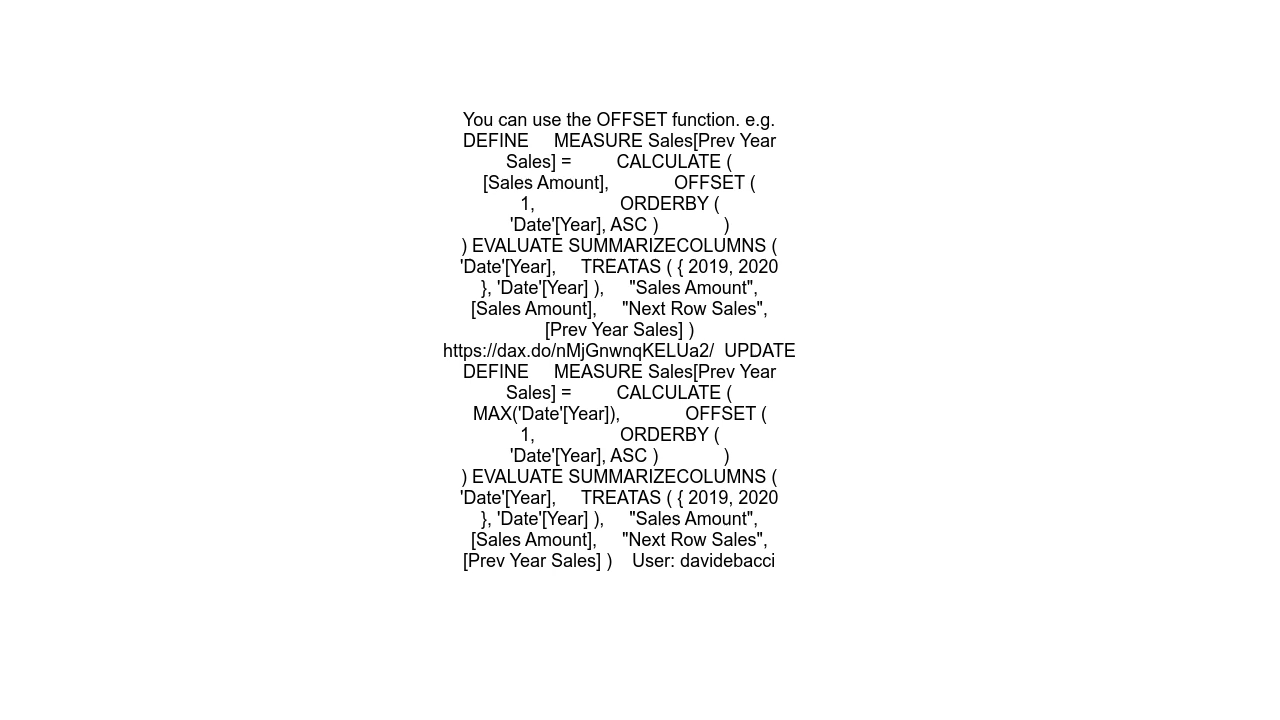 You can use the OFFSET function. e.g.
DEFINE     MEASURE Sales[Prev Year
Sales] =         CALCULATE (
[Sales Amount],             OFFSET (
1,                 ORDERBY (
'Date'[Year], ASC )             )
) EVALUATE SUMMARIZECOLUMNS (
'Date'[Year],     TREATAS ( { 2019, 2020
}, 'Date'[Year] ),     "Sales Amount",
[Sales Amount],     "Next Row Sales",
[Prev Year Sales] )
https://dax.do/nMjGnwnqKELUa2/  UPDATE
DEFINE     MEASURE Sales[Prev Year
Sales] =         CALCULATE (
MAX('Date'[Year]),             OFFSET (
1,                 ORDERBY (
'Date'[Year], ASC )             )
) EVALUATE SUMMARIZECOLUMNS (
'Date'[Year],     TREATAS ( { 2019, 2020
}, 'Date'[Year] ),     "Sales Amount",
[Sales Amount],     "Next Row Sales",
[Prev Year Sales] )    User: davidebacci